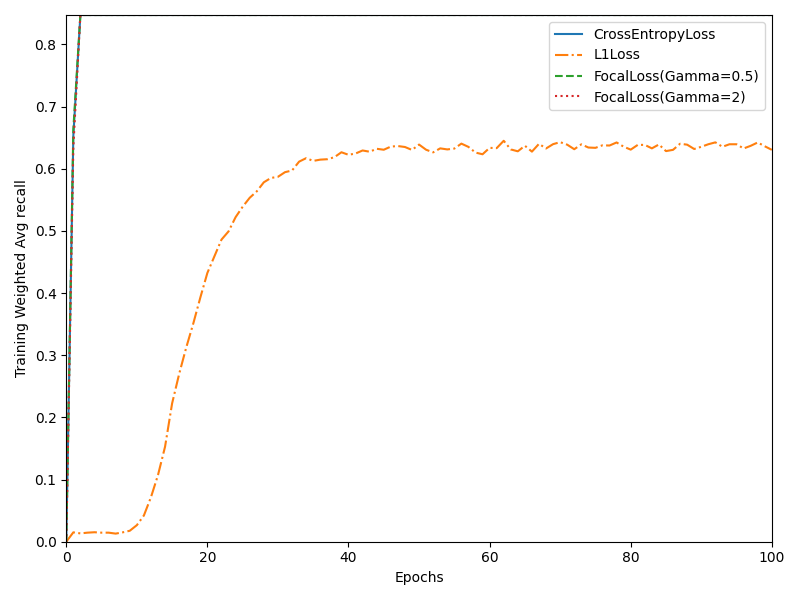 CrossEntropyLoss
L1Loss
FocalLoss(Gamma=0.5)
FocalLoss(Gamma=2)
0.8
0.7
0.6
0.5
0.4
0.3
0.2
0.1
0.0
Training Weighted Avg recall
0 20 40 60 80 100
Epochs